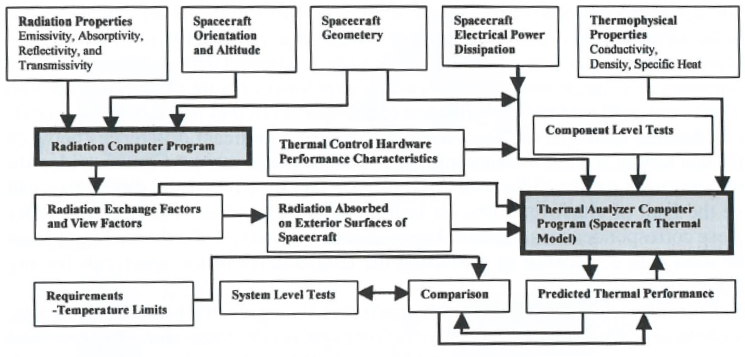 Radiation Properties
Emissivity, Absorptivity,
Reflectivity, and
Transmissivity
Spacecraft
Orientation
and Altitude
Spacecraft
Geometery
Spacecraft
Electrical Power
Dissipation
Thermophysical
Properties
Conductivity,
Density, Specific Heat
Radiation Computer Program
Thermal Control Hardware
Performance Characteristics
Component Level Tests
Radiation Exchange Factors
and View Factors
Radiation Absorbed
on Exterior Surfaces of
Spacecraft
Thermal Analyzer Computer
Program (Spacecraft Thermal
Model)
Requirements
-Temperature Limits
System Level Tests
Comparison
Predicted Thermal Performance